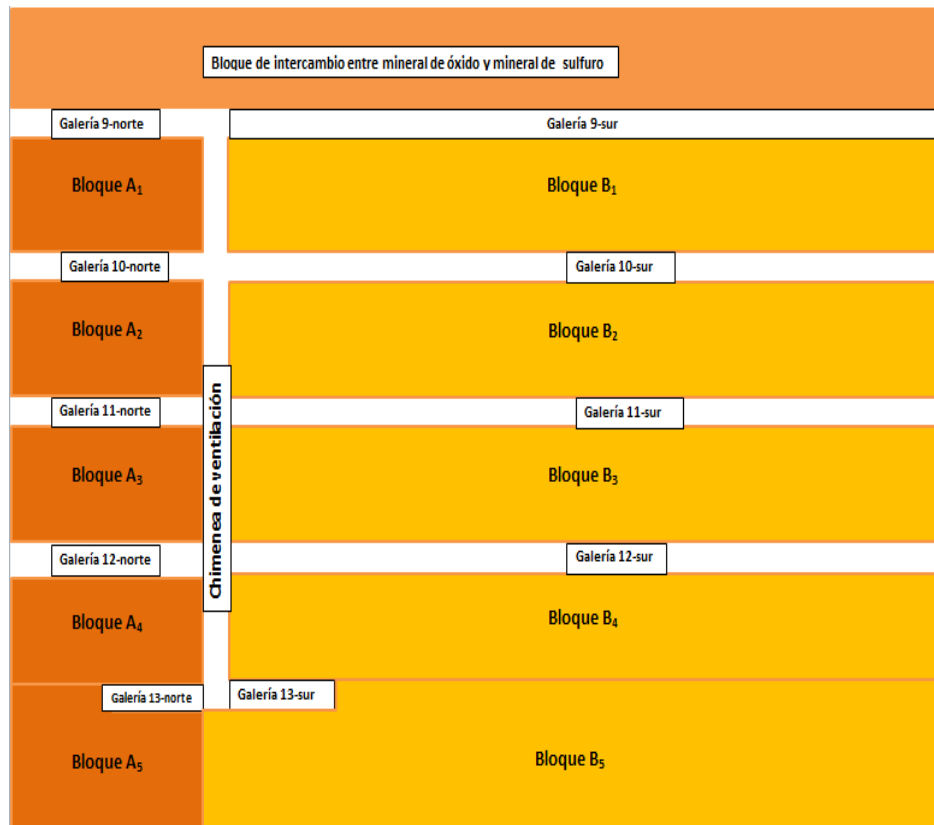 Bloque de intercambio entre mineral de óxido y mineral de sulfuro
Galería 9-norte
Galería 9-sur
Bloque A₁
Bloque B₁
Galería 10-norte
Galería 10-sur
Bloque A₂
Bloque B₂
Chimenea de ventilación
Galería 11-norte
Galería 11-sur
Bloque A₃
Bloque B₃
Galería 12-norte
Galería 12-sur
Bloque A₄
Bloque B₄
Galería 13-norte
Galería 13-sur
Bloque A₅
Bloque B₅